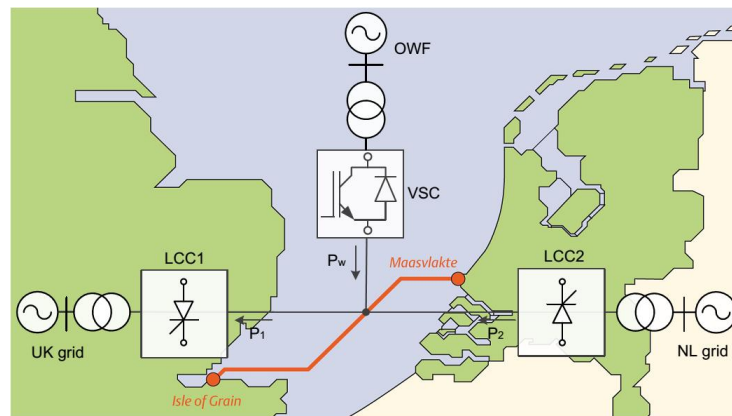 OWF
VSC
Pw
Maasvlakte
LCC1
LCC2
P1
P2
UK grid
NL grid
Isle of Grain